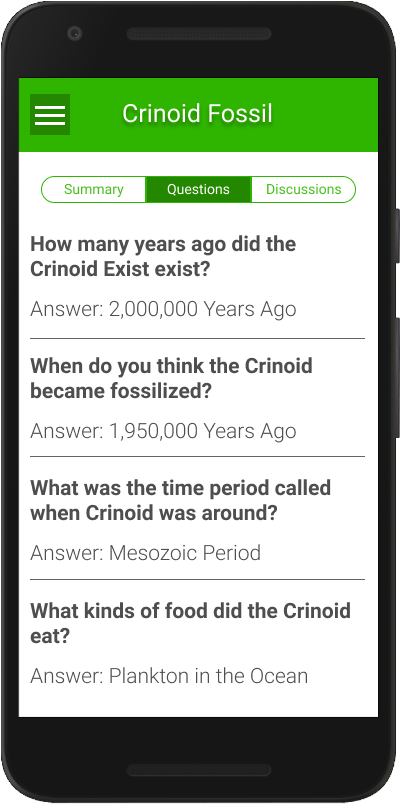 Crinoid Fossil
Summary Questions Discussions
How many years ago did the
Crinoid Exist exist?
Answer: 2,000,000 Years Ago
When do you think the Crinoid
became fossilized?
Answer: 1,950,000 Years Ago
What was the time period called
when Crinoid was around?
Answer: Mesozoic Period
What kinds of food did the Crinoid
eat?
Answer: Plankton in the Ocean